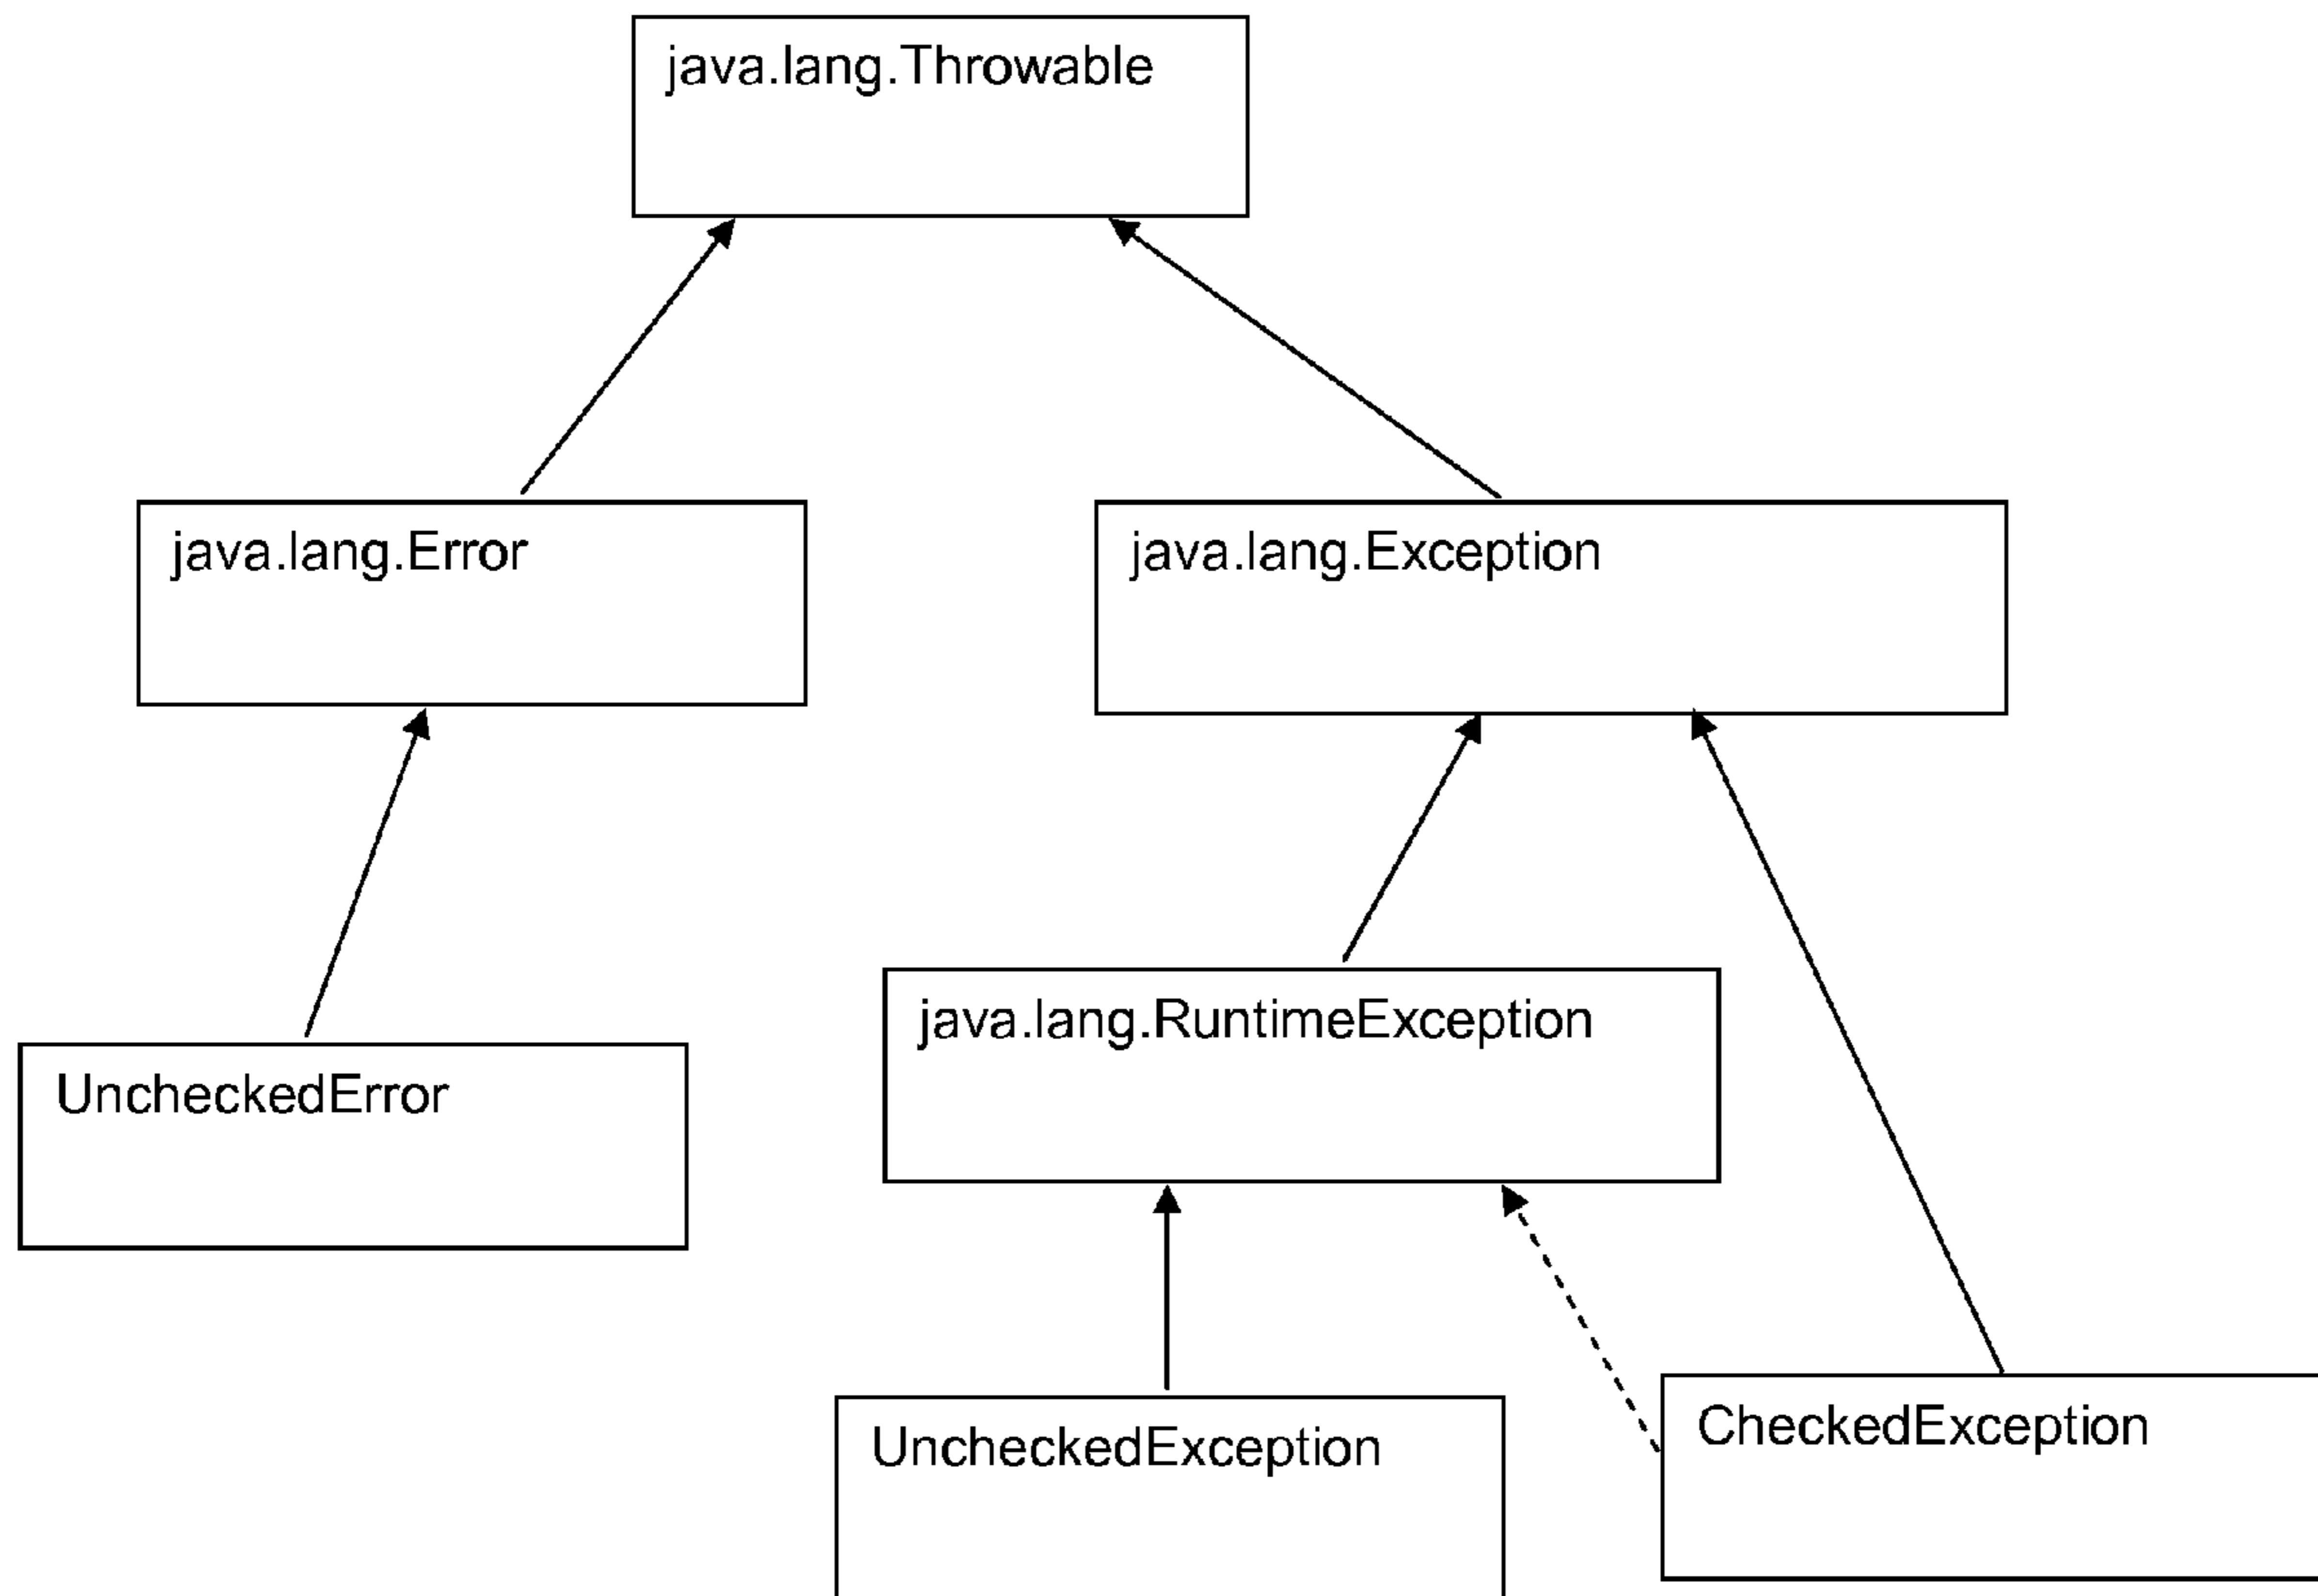 java.lang.Throwable
java.lang.Error
java.lang.Exception
java.lang.RuntimeException
UncheckedError
UncheckedException
CheckedException